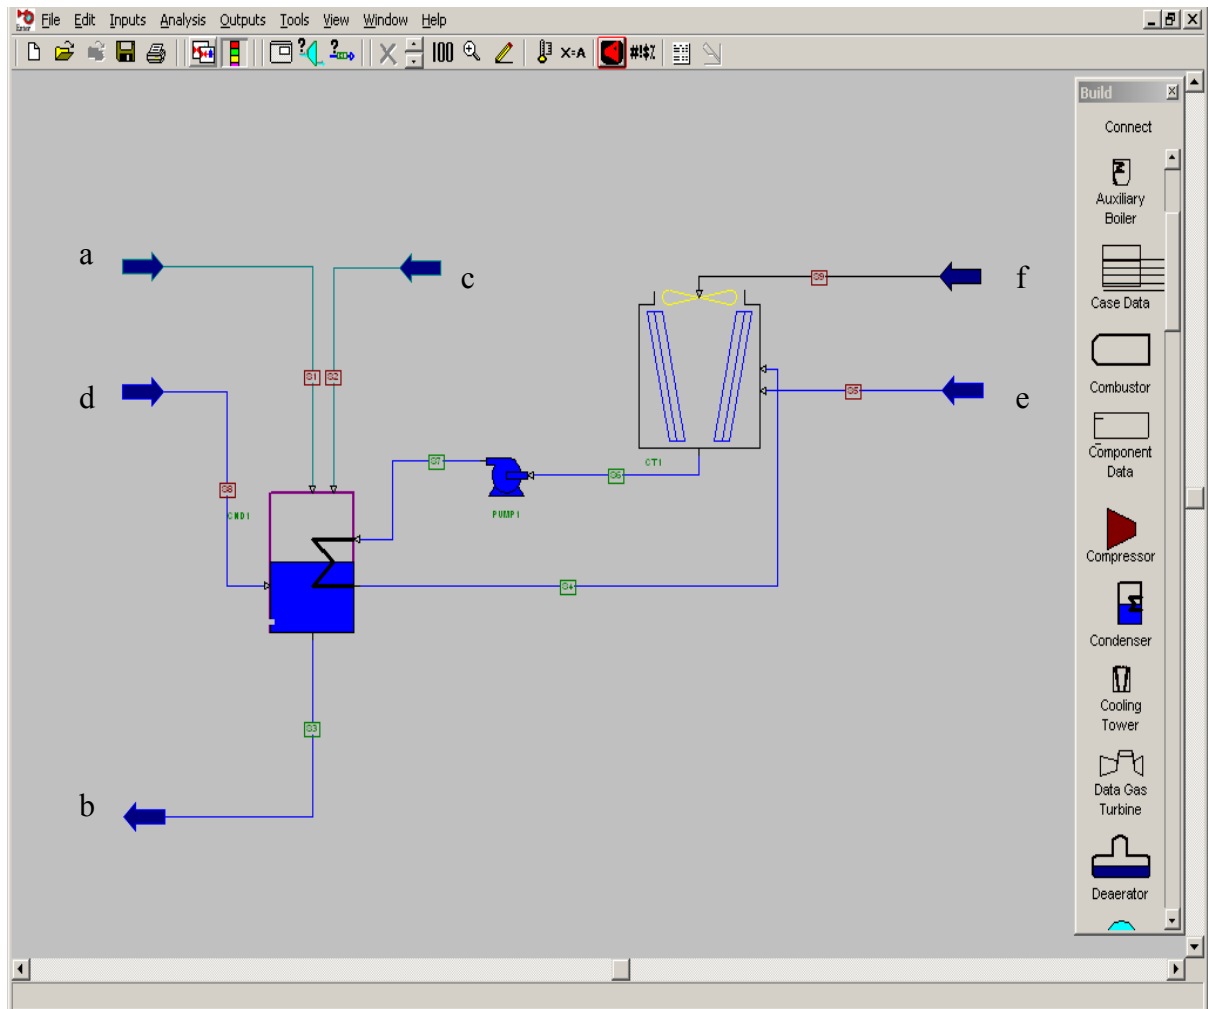 File Edit Inputs Analysis Outputs Tools View Window Help
100 X=A #!$%
Build
Connect
Auxiliary
Boiler
Case Data
Combustor
Component
Data
Compressor
Condenser
Cooling
Tower
Data Gas
Turbine
Deaerator
a
c
f
S9
d
S1 S2
S5
e
S8
S7
CT1
S6
CND1
PUMP1
S4
S3
b